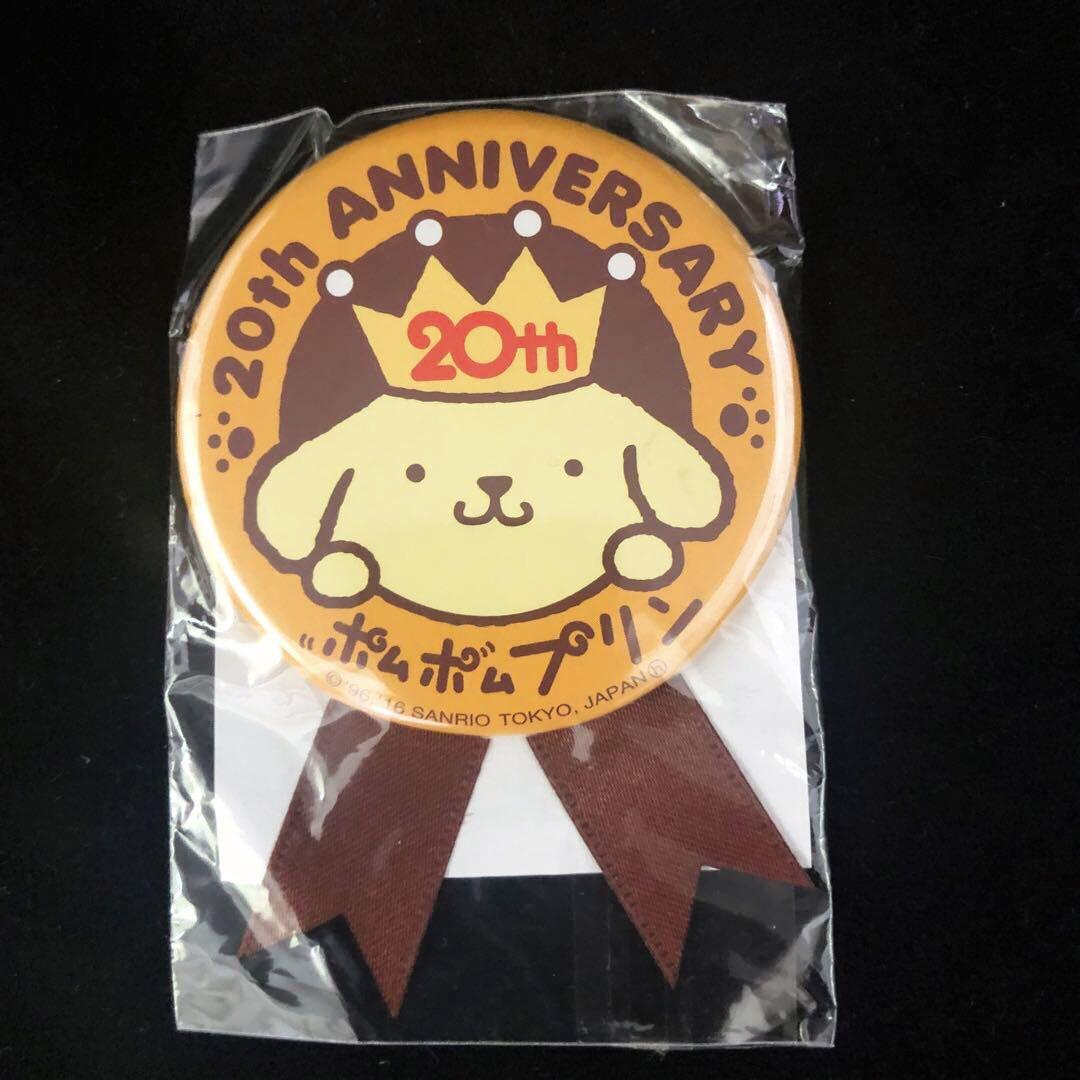 20th ANNIVERSARY
20th
ポムポムプリン
©'96,'16 SANRIO TOKYO, JAPAN ⓗ